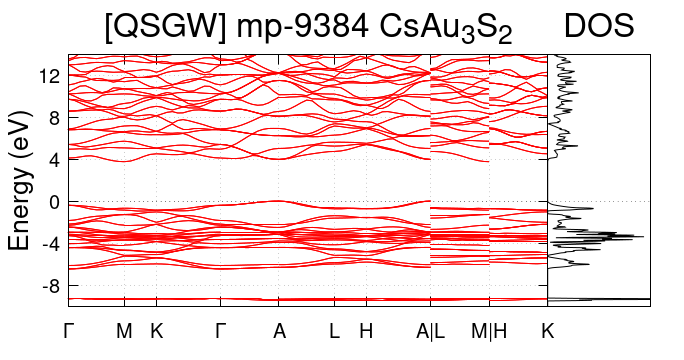 [QSGW] mp-9384 CsAu₃S₂ DOS
Energy (eV)
12
8
4
0
-4
-8
Γ M K Γ A L H A|L M|H K